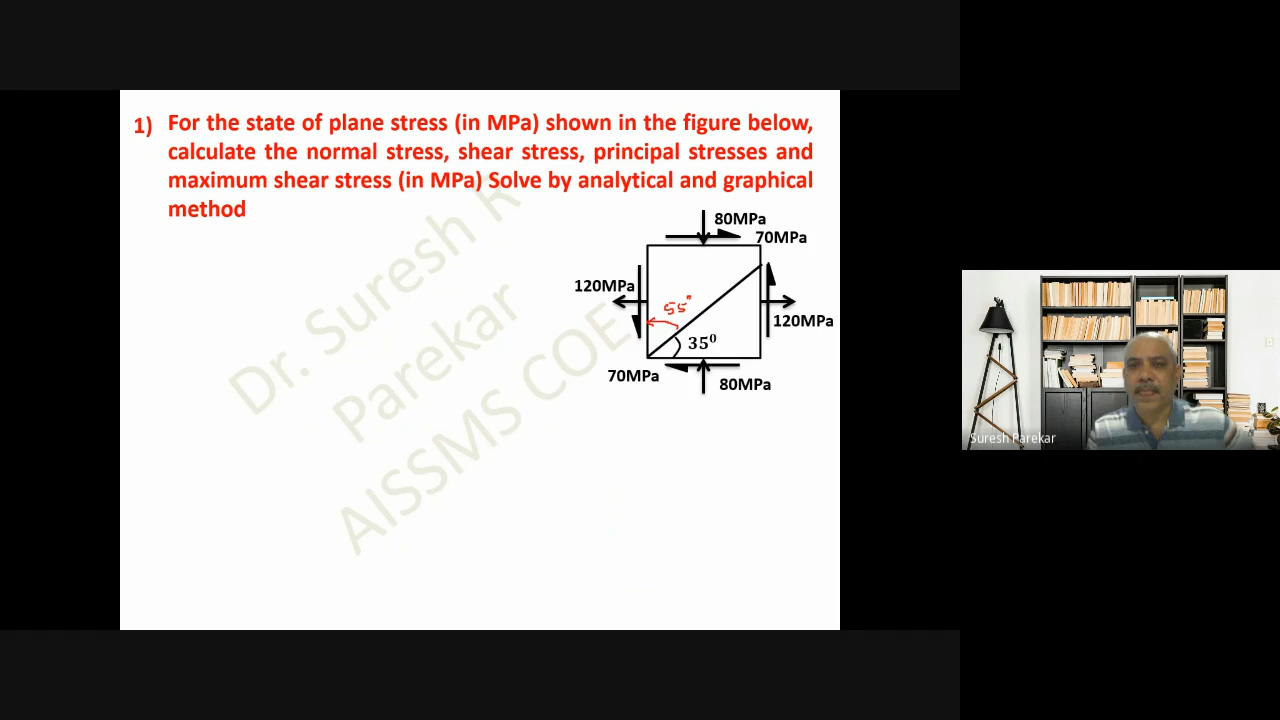 1) For the state of plane stress (in MPa) shown in the figure below,
calculate the normal stress, shear stress, principal stresses and
maximum shear stress (in MPa) Solve by analytical and graphical
method
80MPa
70MPa
120MPa
55°
120MPa
35⁰
70MPa
80MPa
Dr. Suresh R
Parekar
AISSMS COE
Suresh Parekar